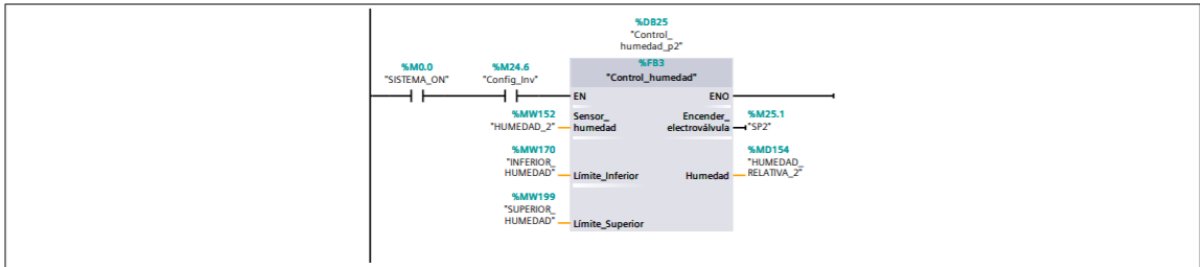 %DB25
"Control_
humedad_p2"
%M0.0 %M24.6 %FB3
"SISTEMA_ON" "Config_Inv" "Control_humedad"
EN ENO
%MW152 Sensor_ Encender_ %M25.1
"HUMEDAD_2" humedad electroválvula "SP2"
%MW170 %MD154
"INFERIOR_ "HUMEDAD_
HUMEDAD" Límite_Inferior Humedad RELATIVA_2"
%MW199
"SUPERIOR_
HUMEDAD" Límite_Superior